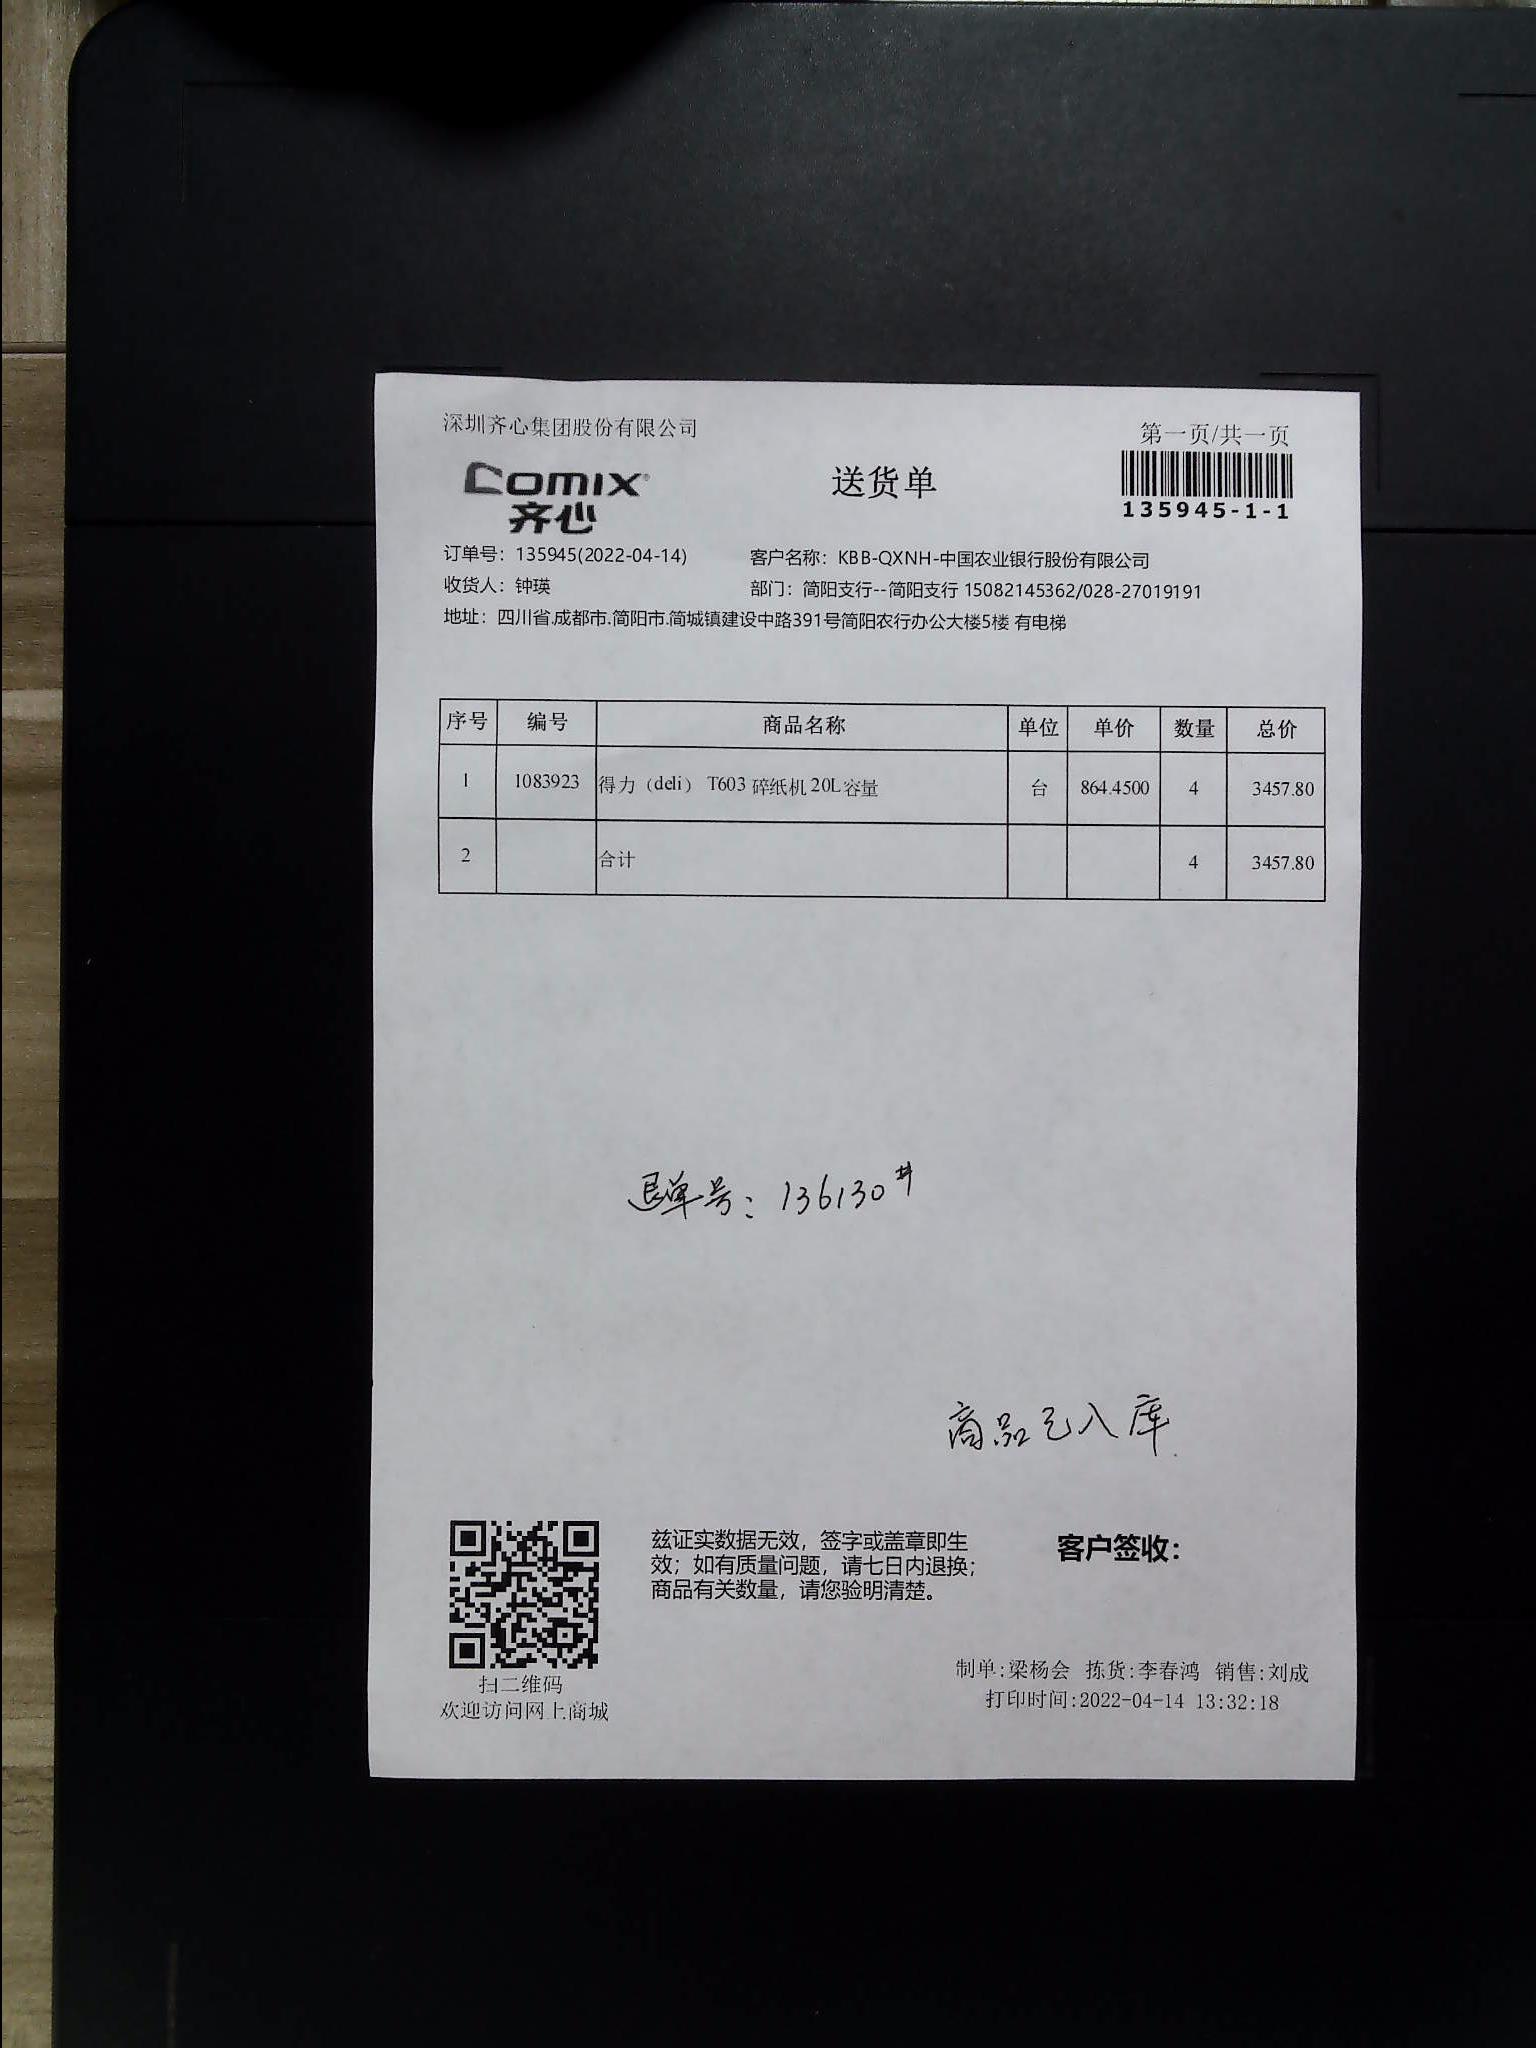 深圳齐心集团股份有限公司
第一页/共一页
COMIX
齐心
送货单
135945-1-1
订单号：135945(2022-04-14)
客户名称：KBB-QXNH-中国农业银行股份有限公司
收货人：钟瑛
部门：简阳支行--简阳支行 15082145362/028-27019191
地址：四川省.成都市.简阳市.简城镇建设中路391号简阳农行办公大楼5楼 有电梯
序号 编号 商品名称 单位 单价 数量 总价
1 1083923 得力（deli） T603 碎纸机 20L容量 台 864.4500 4 3457.80
2 合计 4 3457.80
退单号：136130#
商品已入库
兹证实数据无效，签字或盖章即生
效；如有质量问题，请七日内退换；
商品有关数量，请您验明清楚。
客户签收：
扫二维码
欢迎访问网上商城
制单:梁杨会 拣货:李春鸿 销售:刘成
打印时间:2022-04-14 13:32:18